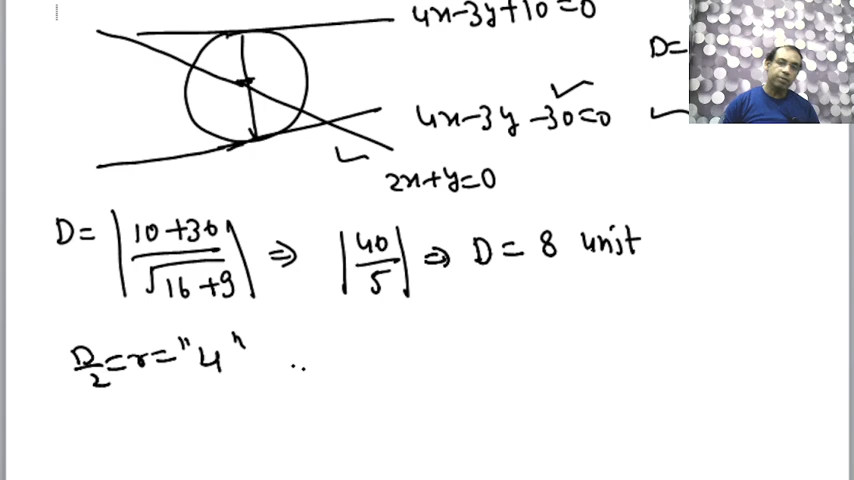 4x-3y+10=0
D=
4x-3y-30=0
2x+y=0
D= |10+30/√16+9| ⇒ |40/5| ⇒ D= 8 unit
D/2=r="4" ..